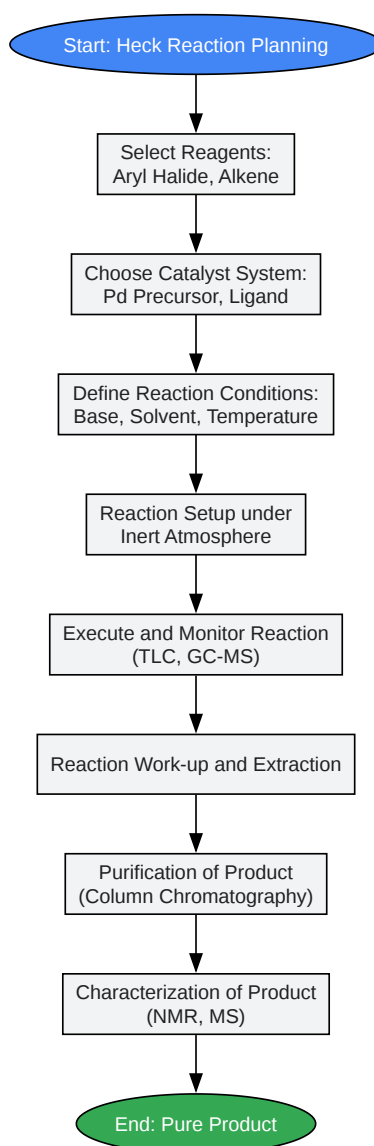 Start: Heck Reaction Planning
Select Reagents:
Aryl Halide, Alkene
Choose Catalyst System:
Pd Precursor, Ligand
Define Reaction Conditions:
Base, Solvent, Temperature
Reaction Setup under
Inert Atmosphere
Execute and Monitor Reaction
(TLC, GC-MS)
Reaction Work-up and Extraction
Purification of Product
(Column Chromatography)
Characterization of Product
(NMR, MS)
End: Pure Product